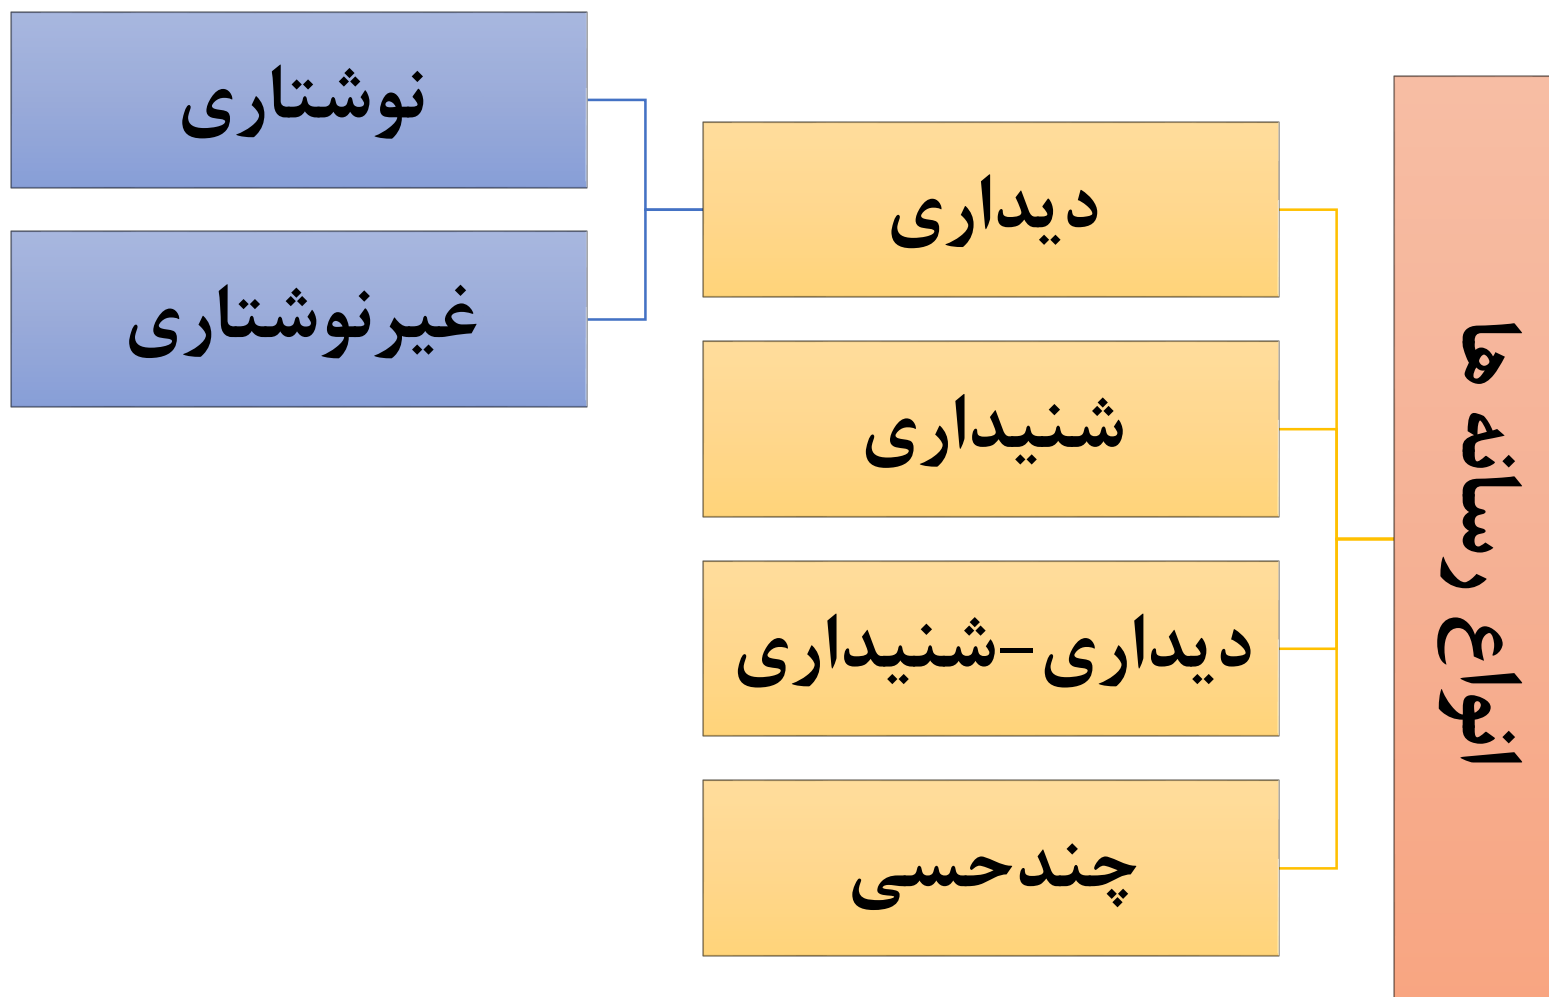 انواع رسانه ها
دیداری
نوشتاری
غیرنوشتاری
شنیداری
دیداری-شنیداری
چندحسی